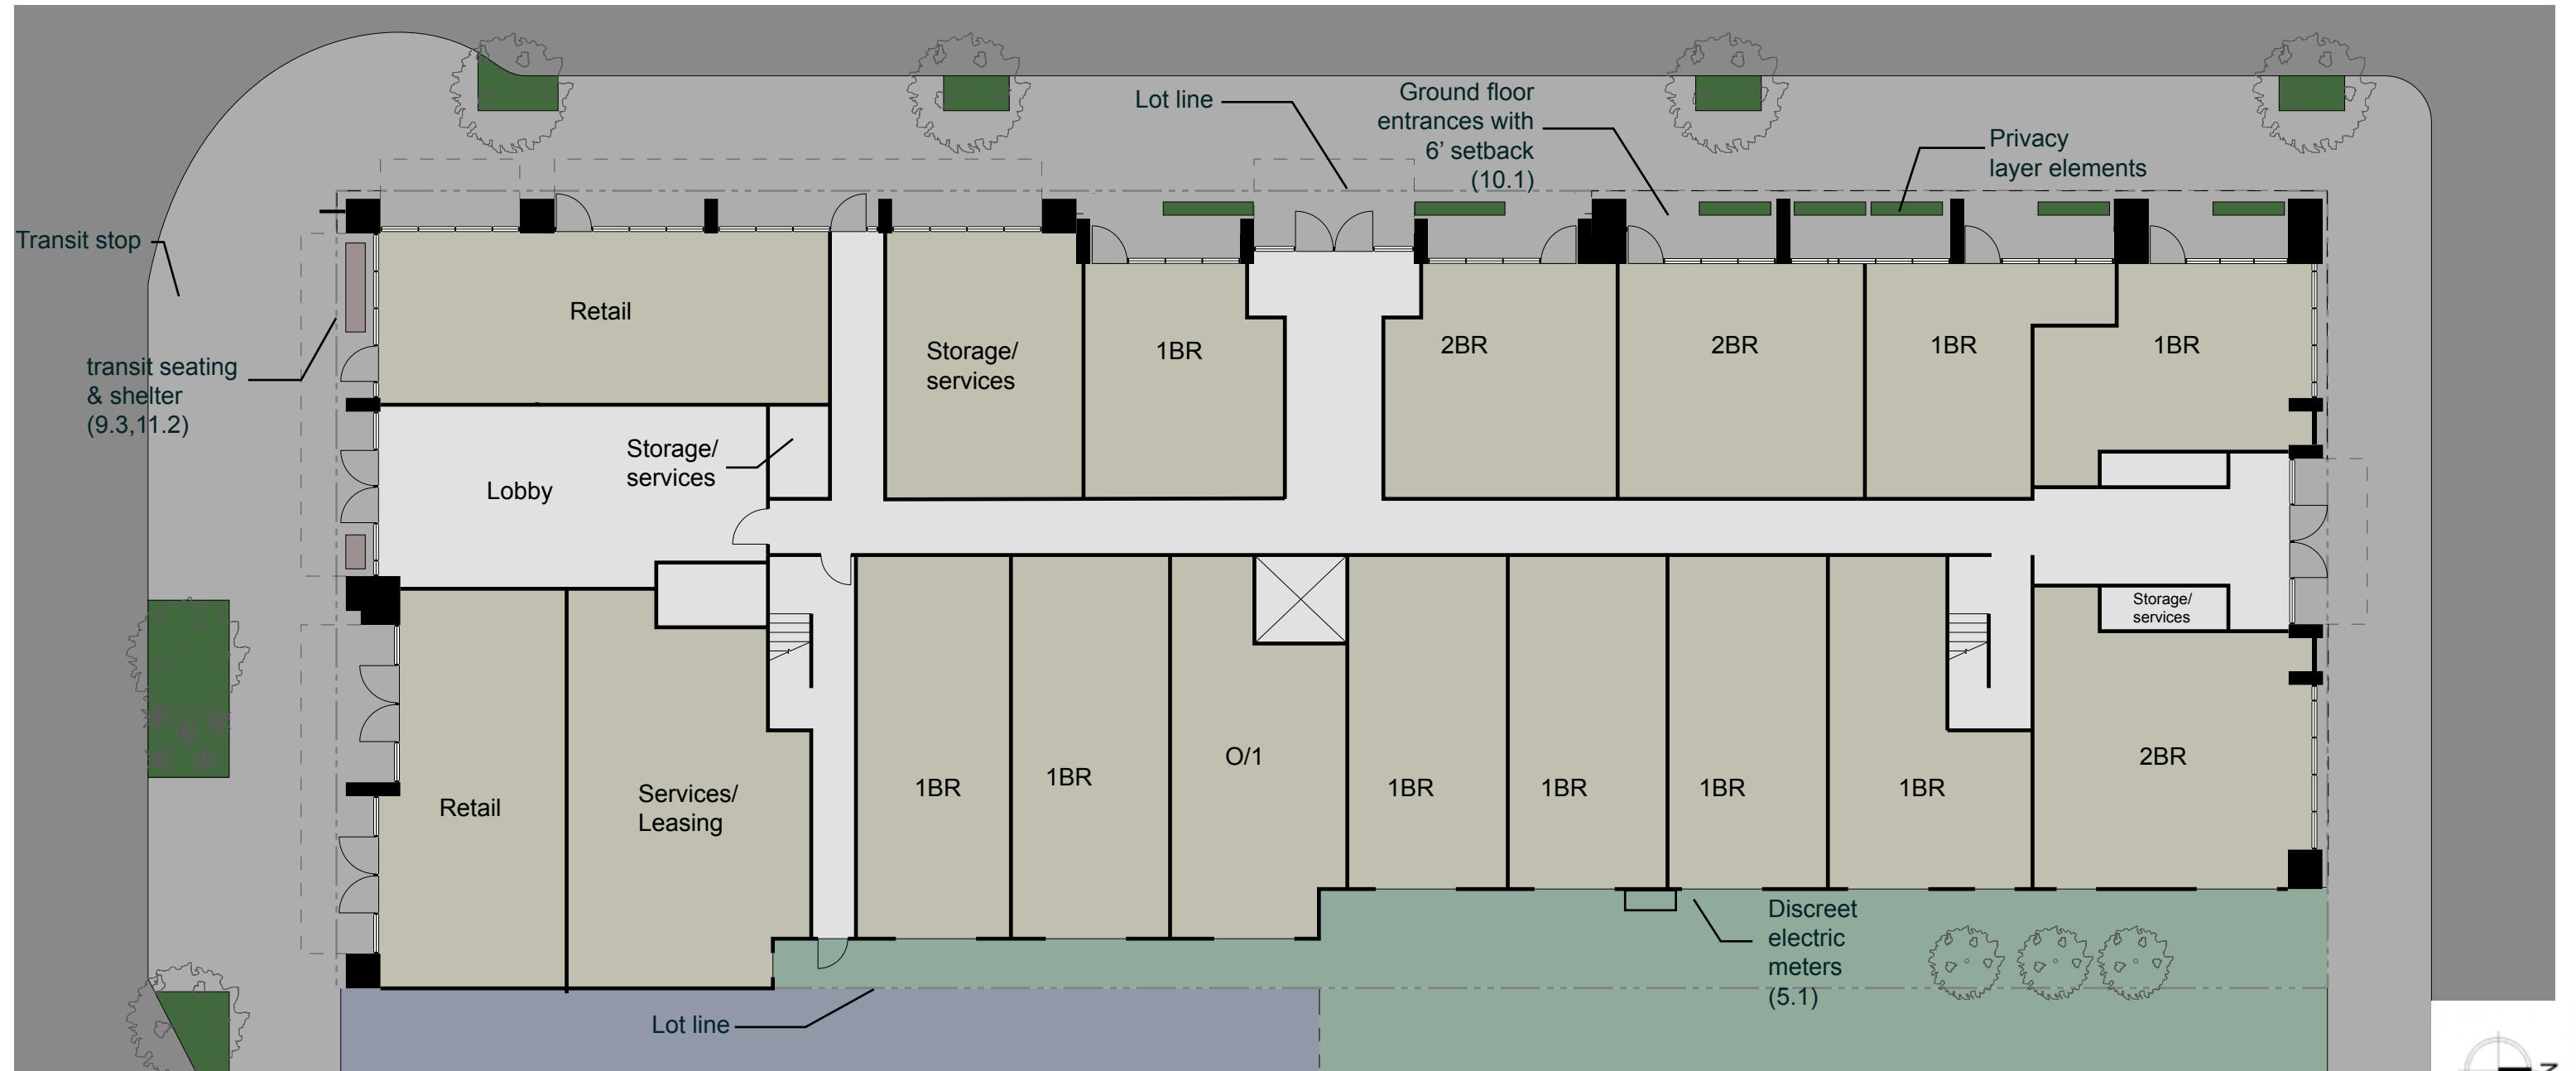 Lot line
Ground floor
entrances with
6’ setback
(10.1)
Privacy
layer elements
Transit stop
transit seating
& shelter
(9.3,11.2)
Retail
Storage/
services
1BR
2BR
2BR
1BR
1BR
Lobby
Storage/
services
Storage/
services
Retail
Services/
Leasing
1BR
1BR
O/1
1BR
1BR
1BR
1BR
2BR
Discreet
electric
meters
(5.1)
Lot line